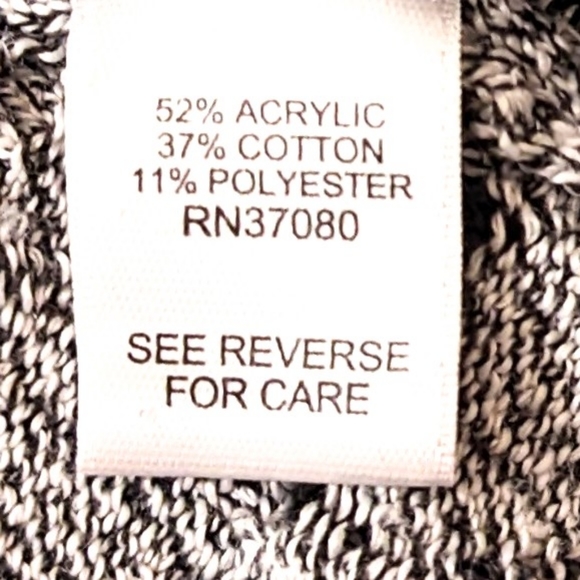 52% ACRYLIC
37% COTTON
11% POLYESTER
RN37080
SEE REVERSE
FOR CARE